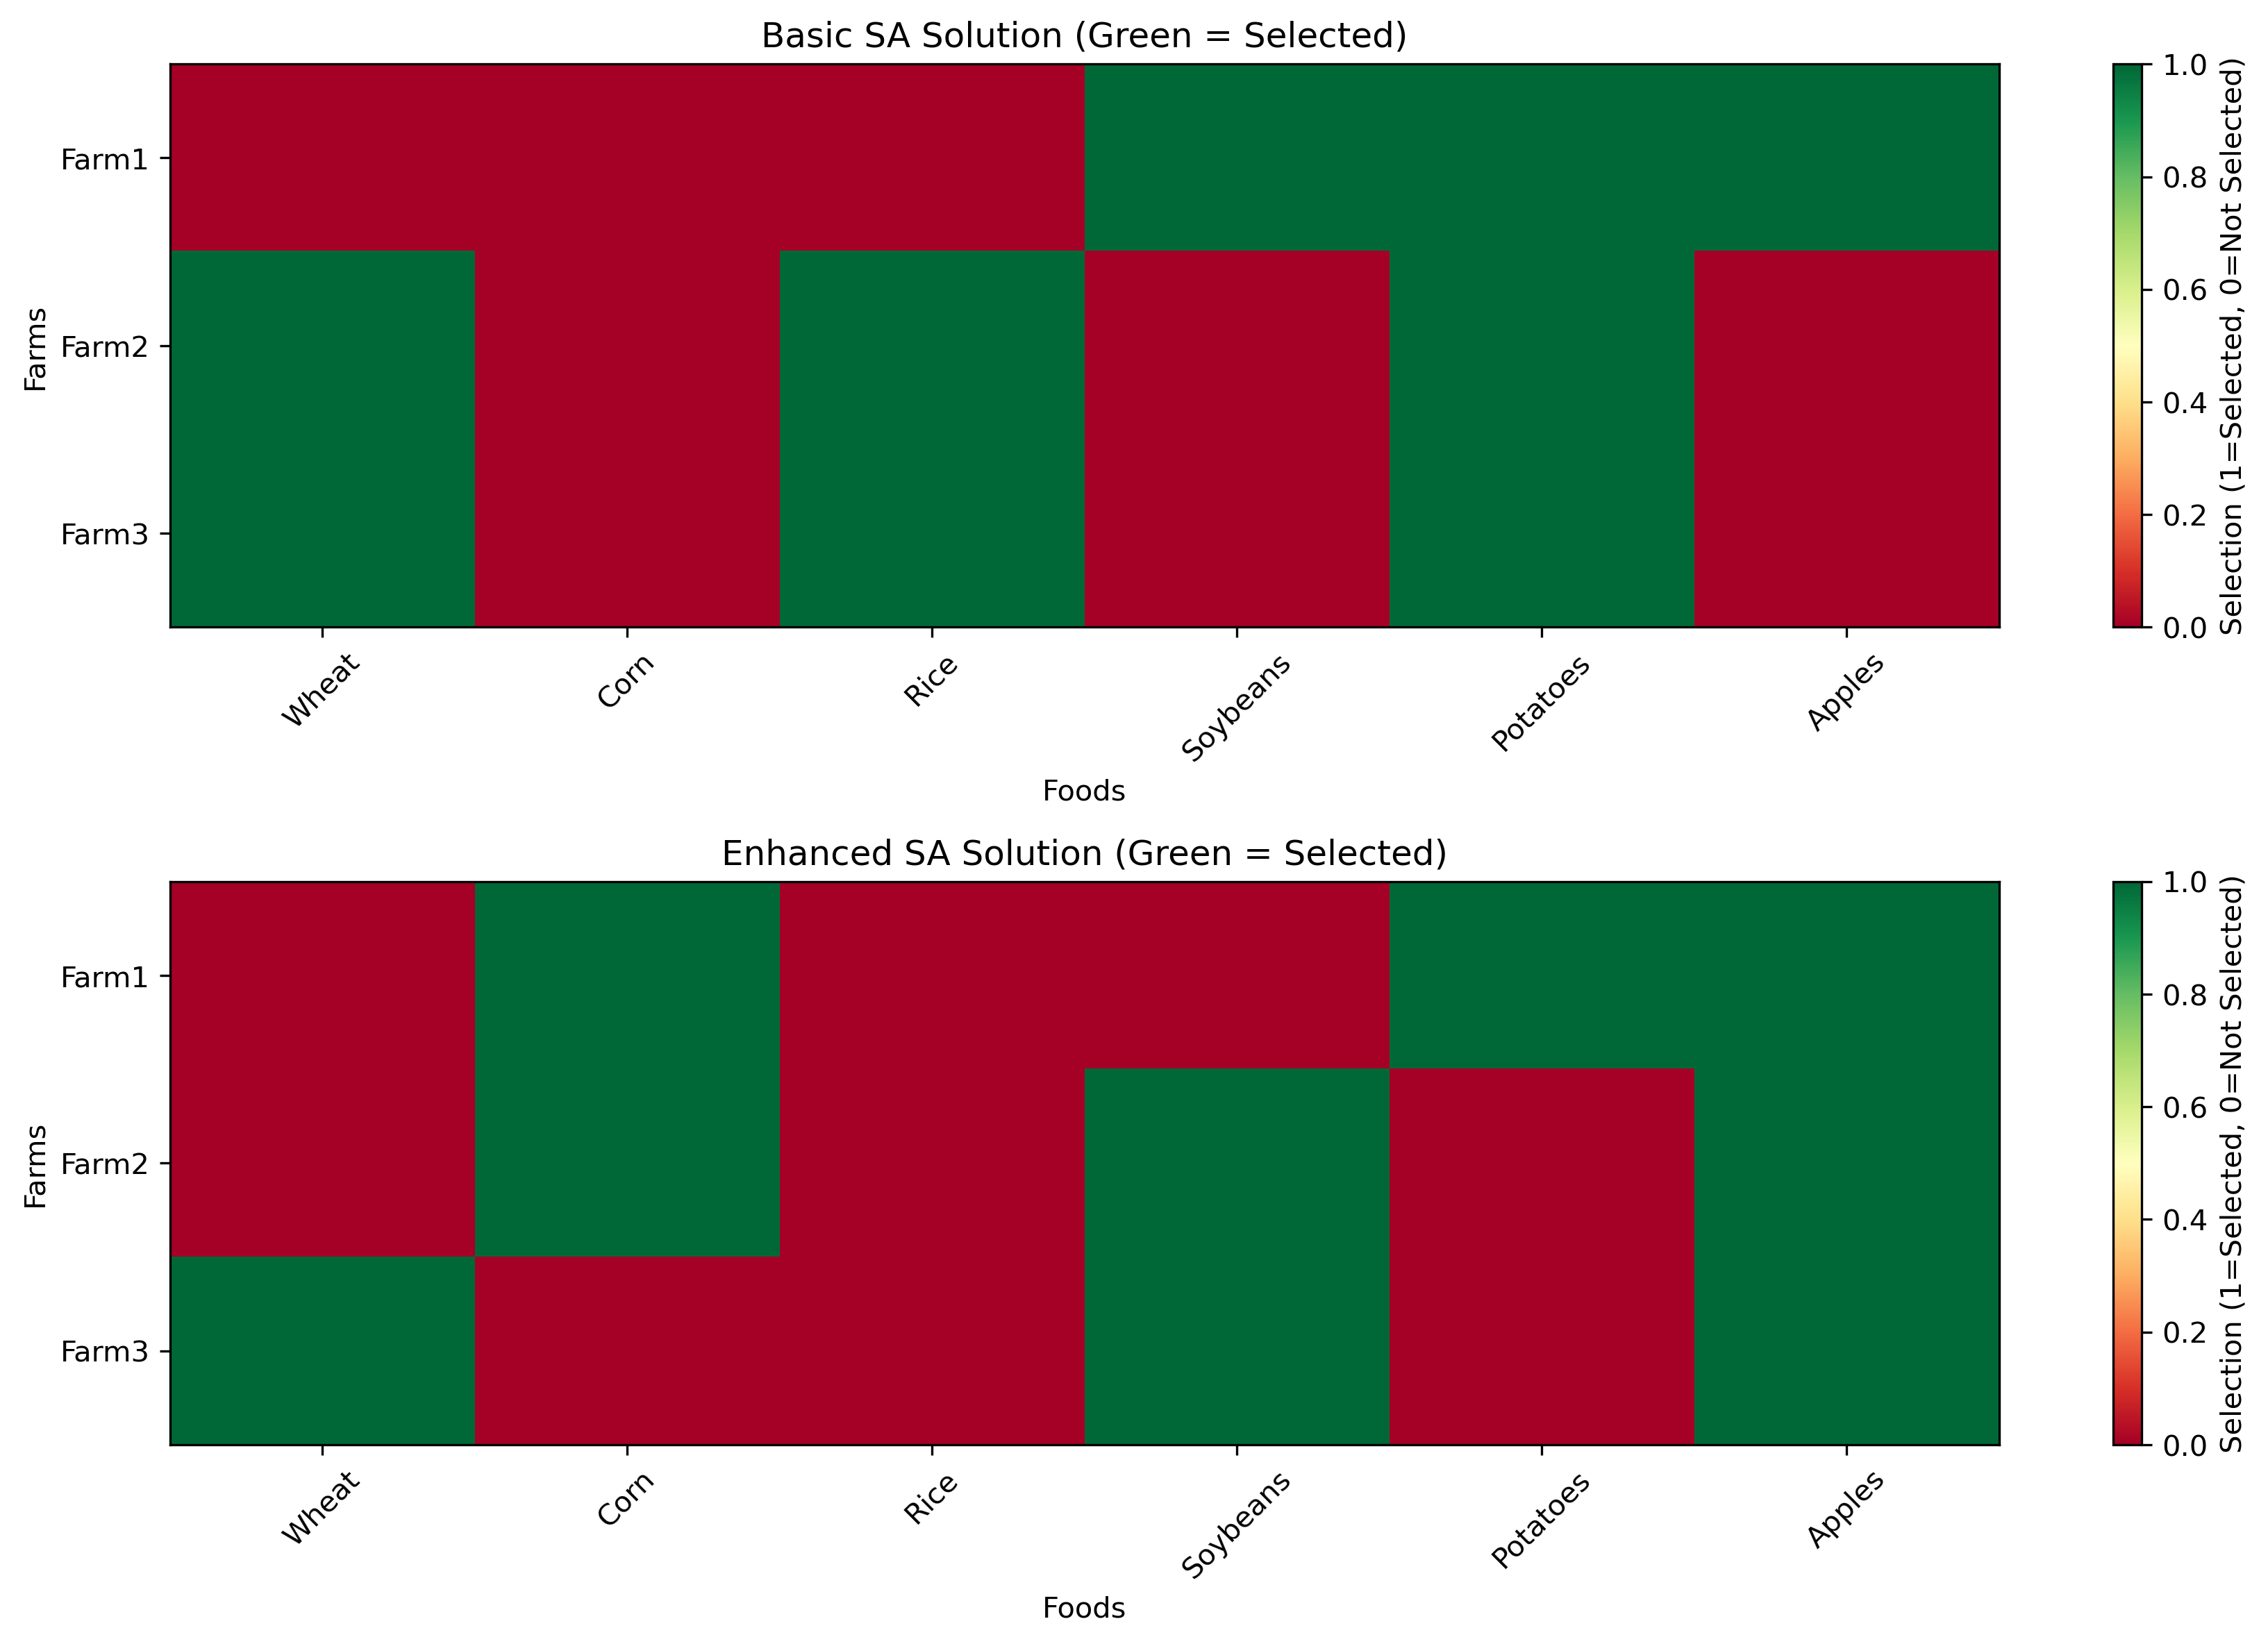 Basic SA Solution (Green = Selected)
Farms
Farm1
Farm2
Farm3
Wheat
Corn
Rice
Soybeans
Potatoes
Apples
Foods
1.0
0.8
0.6
0.4
0.2
0.0
Selection (1=Selected, 0=Not Selected)
Enhanced SA Solution (Green = Selected)
Farms
Farm1
Farm2
Farm3
Wheat
Corn
Rice
Soybeans
Potatoes
Apples
Foods
1.0
0.8
0.6
0.4
0.2
0.0
Selection (1=Selected, 0=Not Selected)